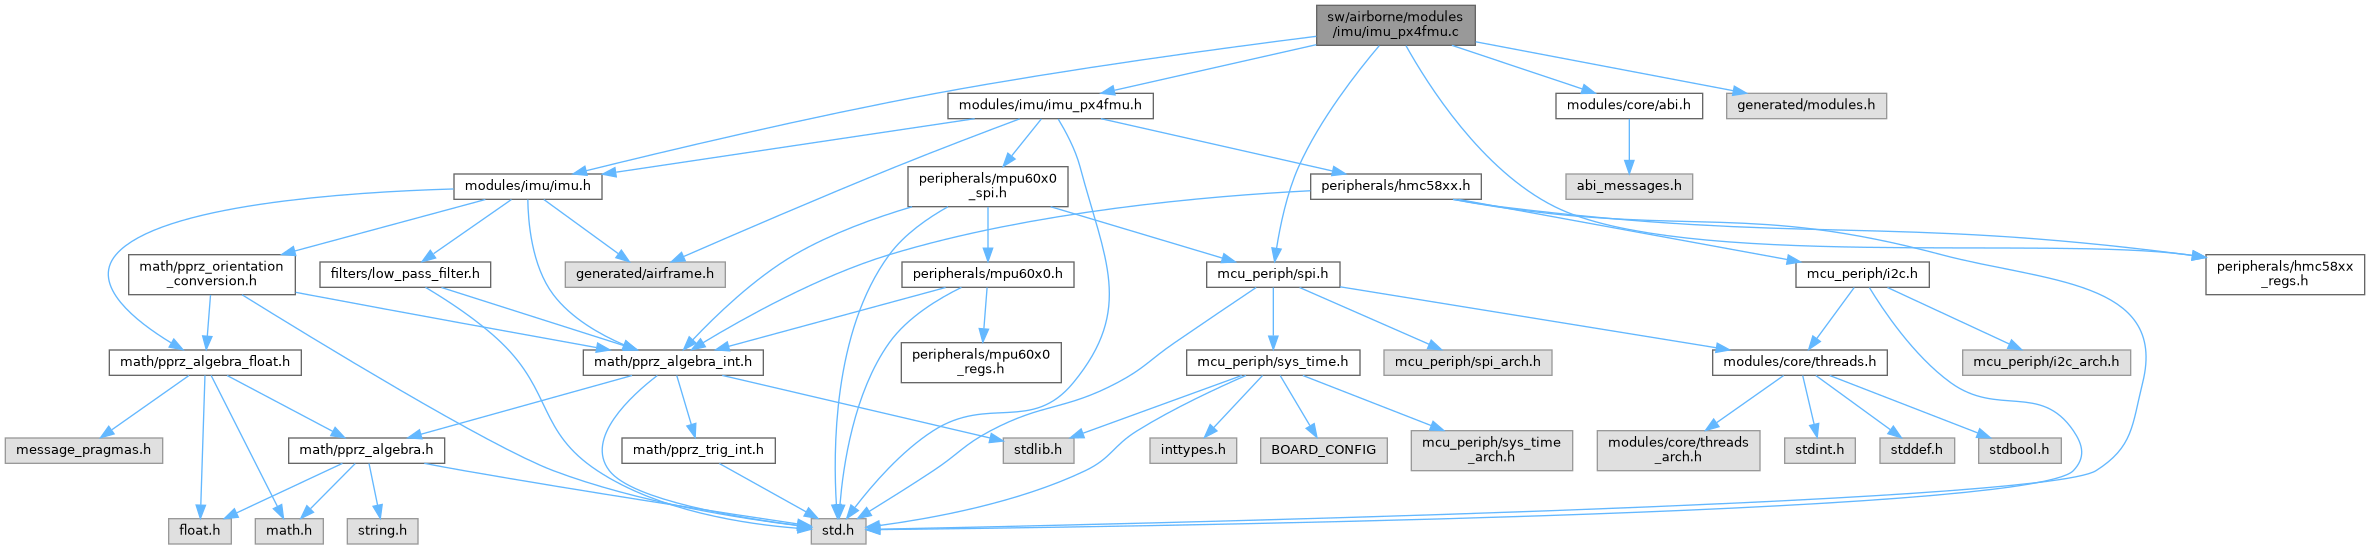 sw/airborne/modules
/imu/imu_px4fmu.c
modules/imu/imu_px4fmu.h
modules/core/abi.h
generated/modules.h
modules/imu/imu.h
peripherals/mpu60x0
_spi.h
peripherals/hmc58xx.h
abi_messages.h
math/pprz_orientation
_conversion.h
filters/low_pass_filter.h
generated/airframe.h
peripherals/mpu60x0.h
mcu_periph/spi.h
mcu_periph/i2c.h
peripherals/hmc58xx
_regs.h
math/pprz_algebra_float.h
math/pprz_algebra_int.h
peripherals/mpu60x0
_regs.h
mcu_periph/sys_time.h
mcu_periph/spi_arch.h
modules/core/threads.h
mcu_periph/i2c_arch.h
message_pragmas.h
math/pprz_algebra.h
math/pprz_trig_int.h
stdlib.h
inttypes.h
BOARD_CONFIG
mcu_periph/sys_time
_arch.h
modules/core/threads
_arch.h
stdint.h
stddef.h
stdbool.h
float.h
math.h
string.h
std.h